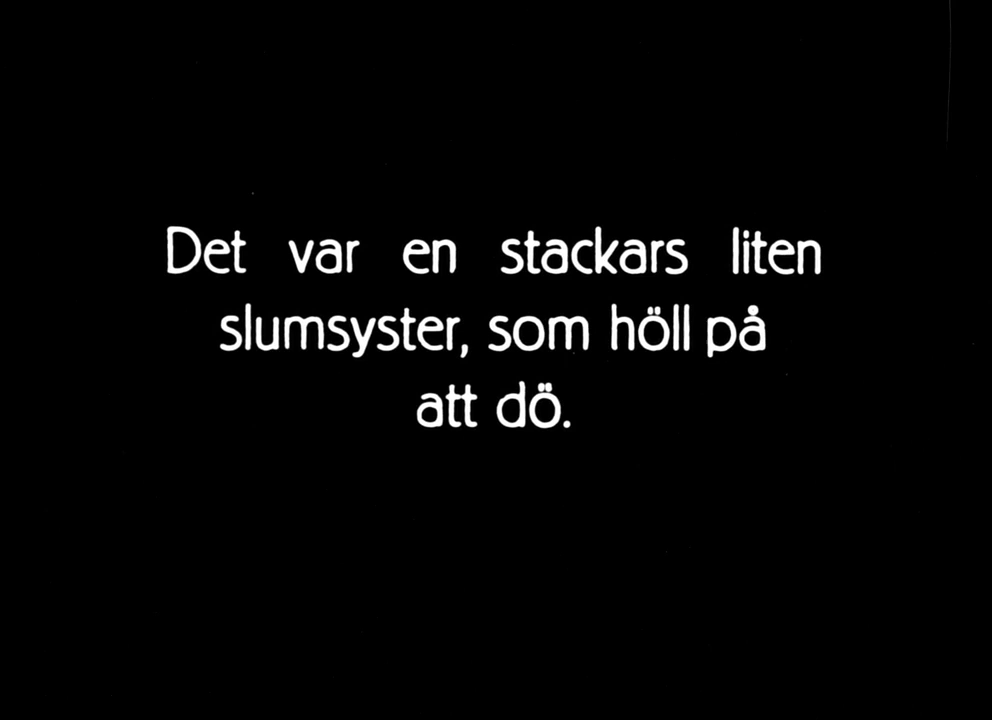 Det var en stackars liten
slumsyster, som höll på
att dö.